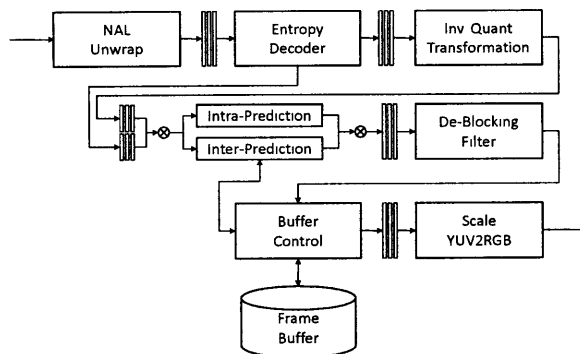 NAL
Unwrap
Entropy
Decoder
Inv Quant
Transformation
Intra-Prediction
Inter-Prediction
De-Blocking
Filter
Buffer
Control
Scale
YUV2RGB
Frame
Buffer